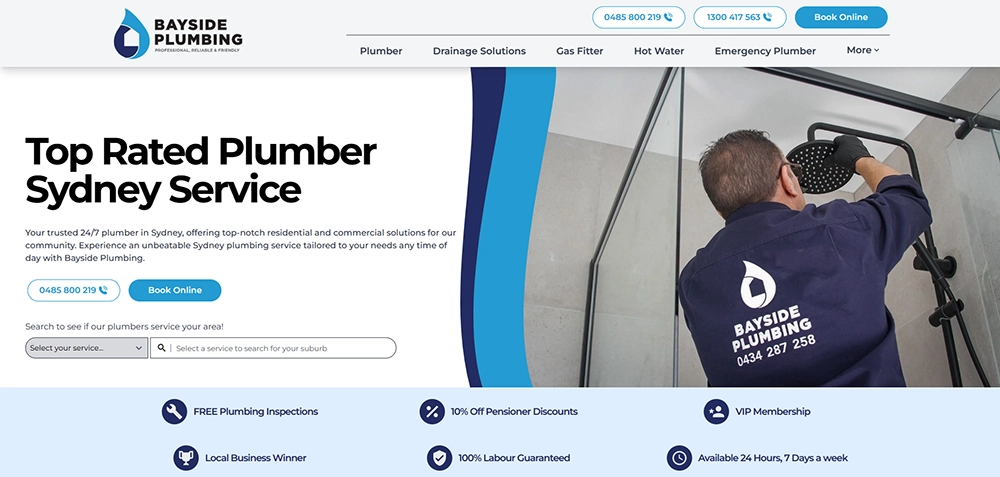 BAYSIDE
PLUMBING
PROFESSIONAL, RELIABLE & FRIENDLY
0485 800 219
1300 417 563
Book Online
Plumber
Drainage Solutions
Gas Fitter
Hot Water
Emergency Plumber
More
Top Rated Plumber
Sydney Service
Your trusted 24/7 plumber in Sydney, offering top-notch residential and commercial solutions for our
community. Experience an unbeatable Sydney plumbing service tailored to your needs any time of
day with Bayside Plumbing.
0485 800 219
Book Online
Search to see if our plumbers service your area!
Select your service...
Select a service to search for your suburb
BAYSIDE
PLUMBING
0434 287 258
FREE Plumbing Inspections
10% Off Pensioner Discounts
VIP Membership
Local Business Winner
100% Labour Guaranteed
Available 24 Hours, 7 Days a week